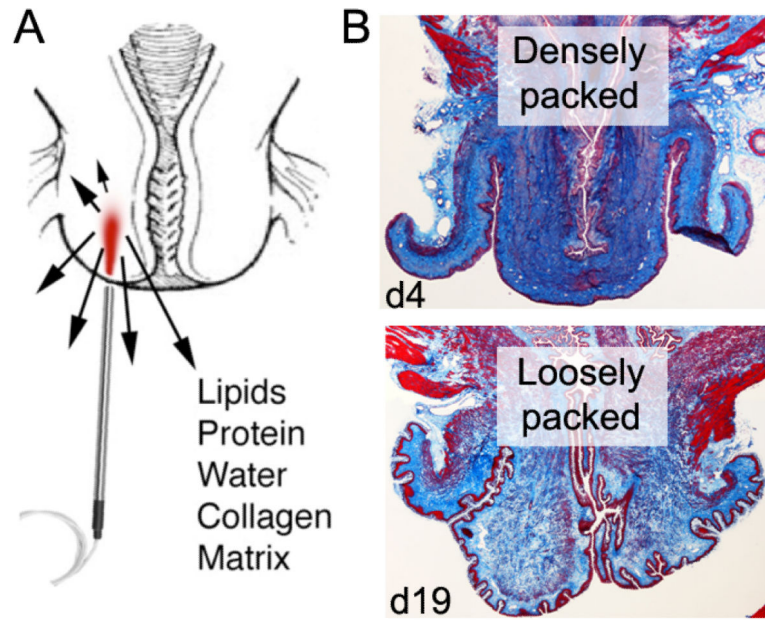 A
Lipids
Protein
Water
Collagen
Matrix
B
Densely
packed
d4
Loosely
packed
d19